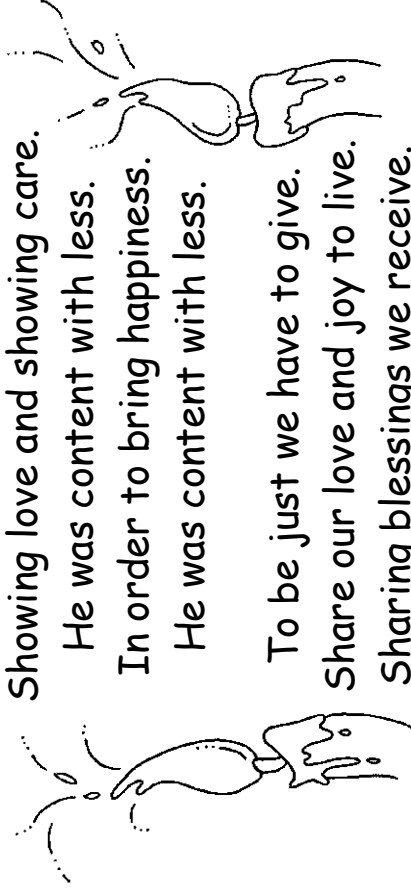 Showing love and showing care.
He was content with less.
In order to bring happiness.
He was content with less.
To be just we have to give.
Share our love and joy to live.
Sharing blessings we receive.